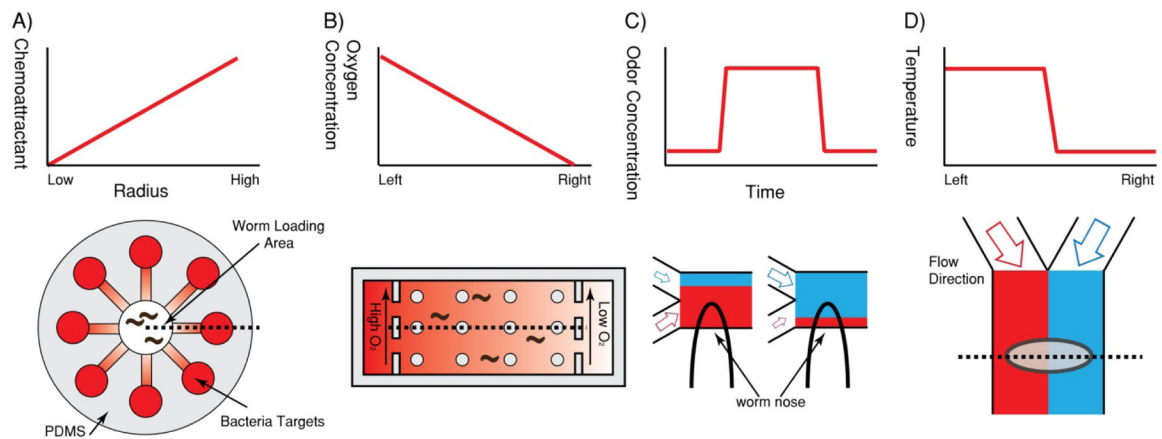 A)
Chemoattractant
Low
High
Radius
B)
Oxygen
Concentration
Left
Right
C)
Odor Concentration
Time
D)
Temperature
Left
Right
Worm Loading
Area
Bacteria Targets
PDMS
High O₂
Low O₂
worm nose
Flow
Direction